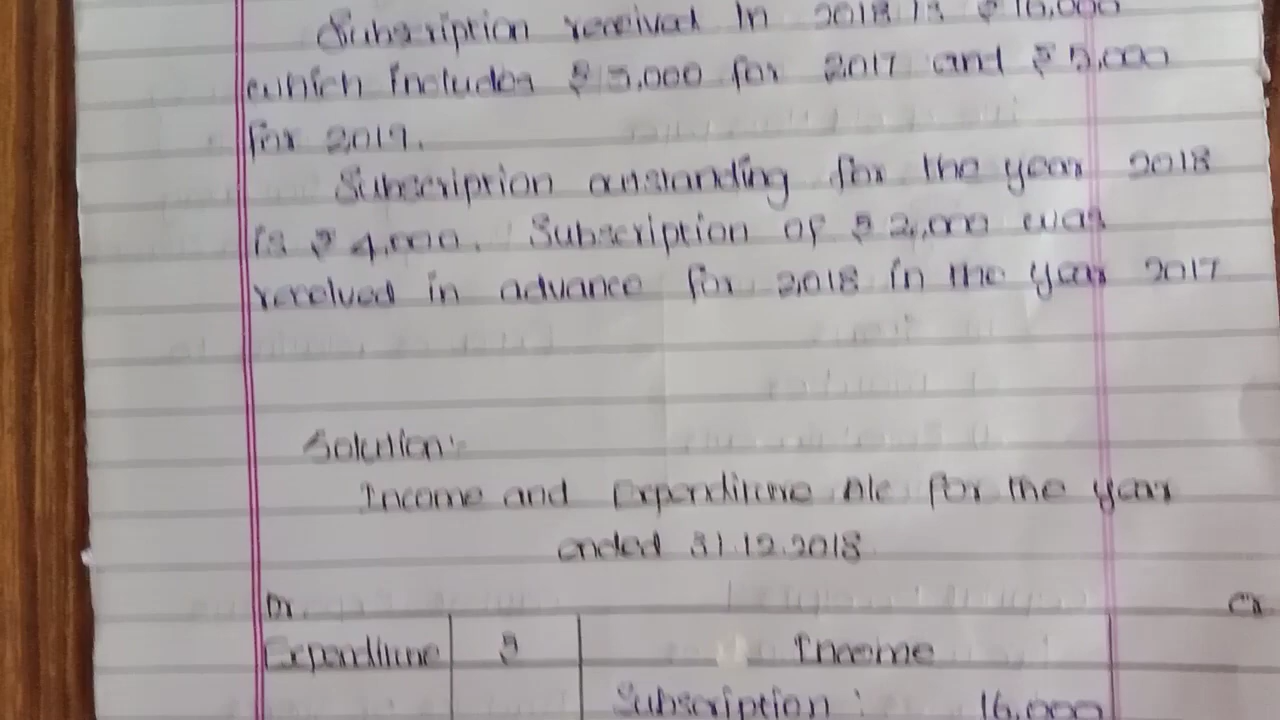 Subscription received in 2018 is ₹ 16,000
which includes ₹ 5,000 for 2017 and ₹ 5,000
for 2019.
Subscription outstanding for the year 2018
is ₹ 4,000. Subscription of ₹ 2,000 was
received in advance for 2018 in the year 2017
Solution:
Income and Expenditure A/c for the year
ended 31.12.2018
Dr. Cr
Expenditure ₹ Income
Subscription : 16,000